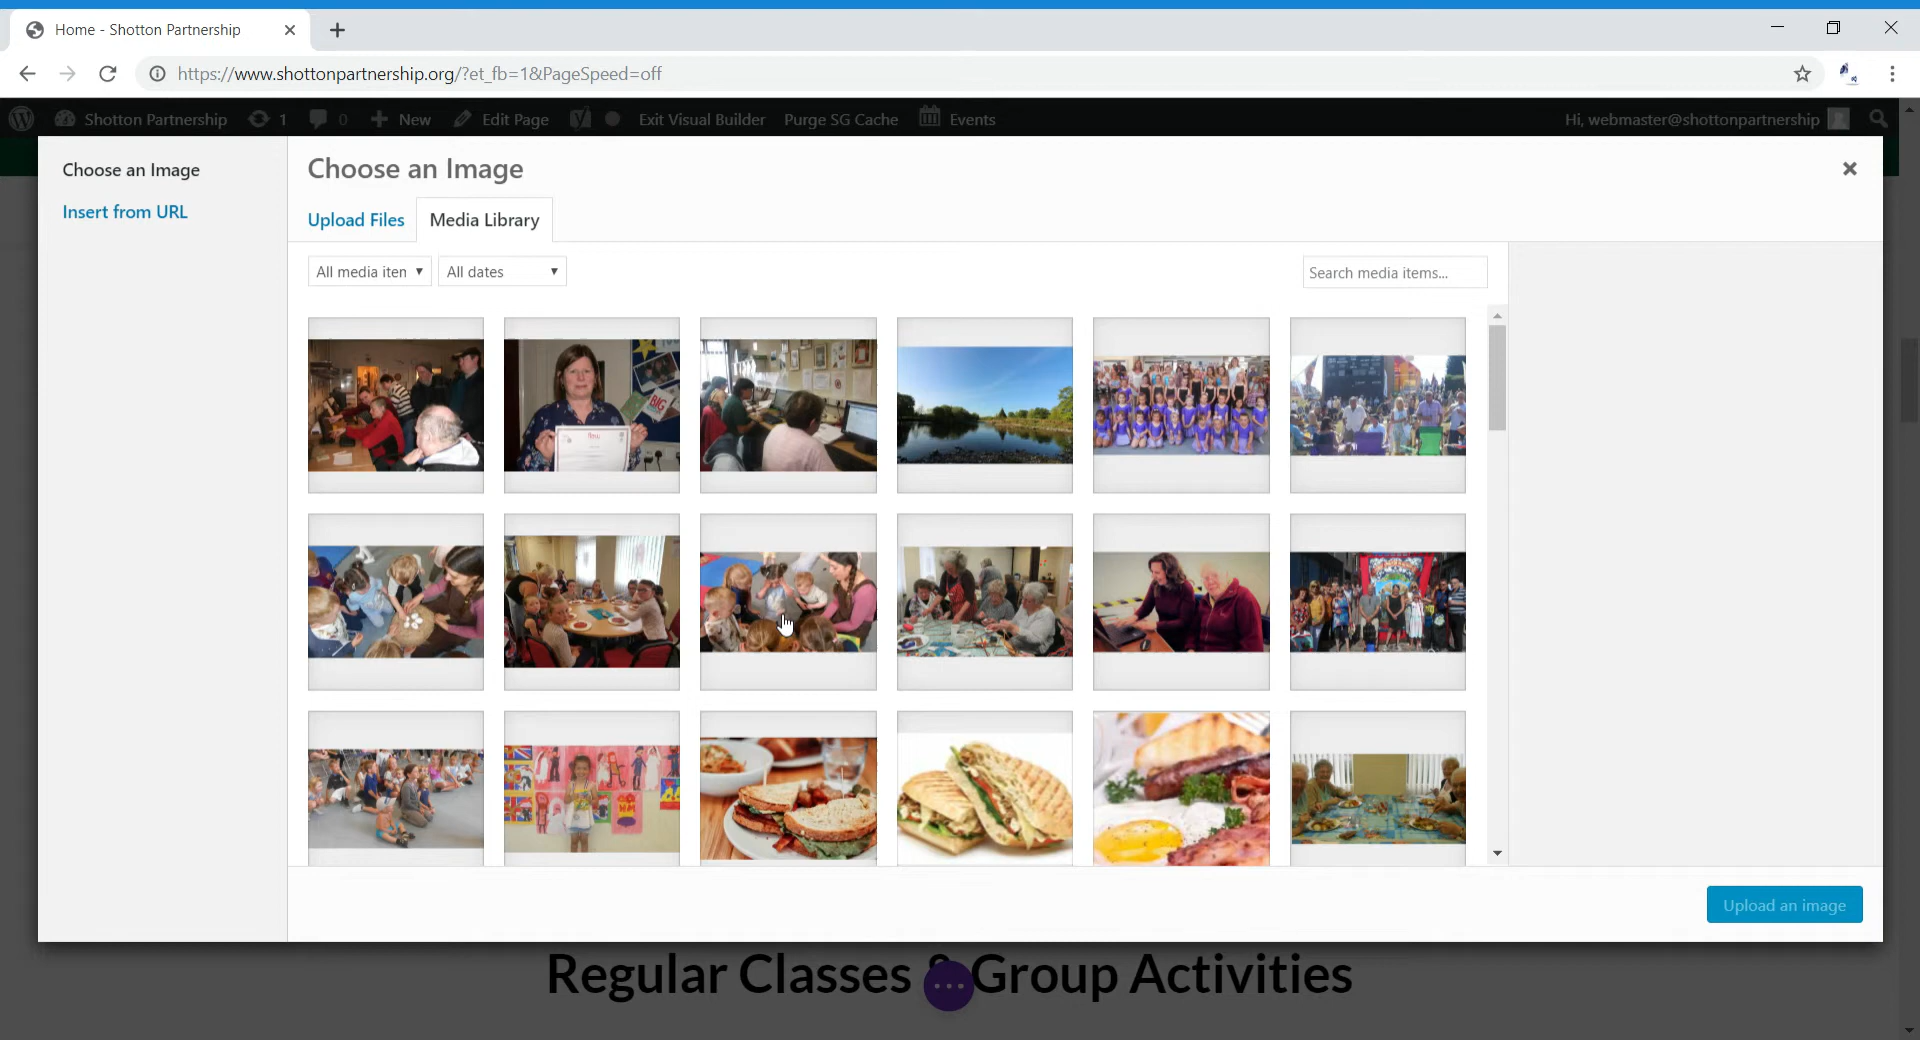 Home - Shotton Partnership
https://www.shottonpartnership.org/?et_fb=1&PageSpeed=off
Shotton Partnership 1 0 New Edit Page Exit Visual Builder Purge SG Cache Events Hi, webmaster@shottonpartnership
Choose an Image
Insert from URL
Choose an Image
Upload Files Media Library
All media iten All dates Search media items...
BIG
Upload an image
Regular Classes & Group Activities